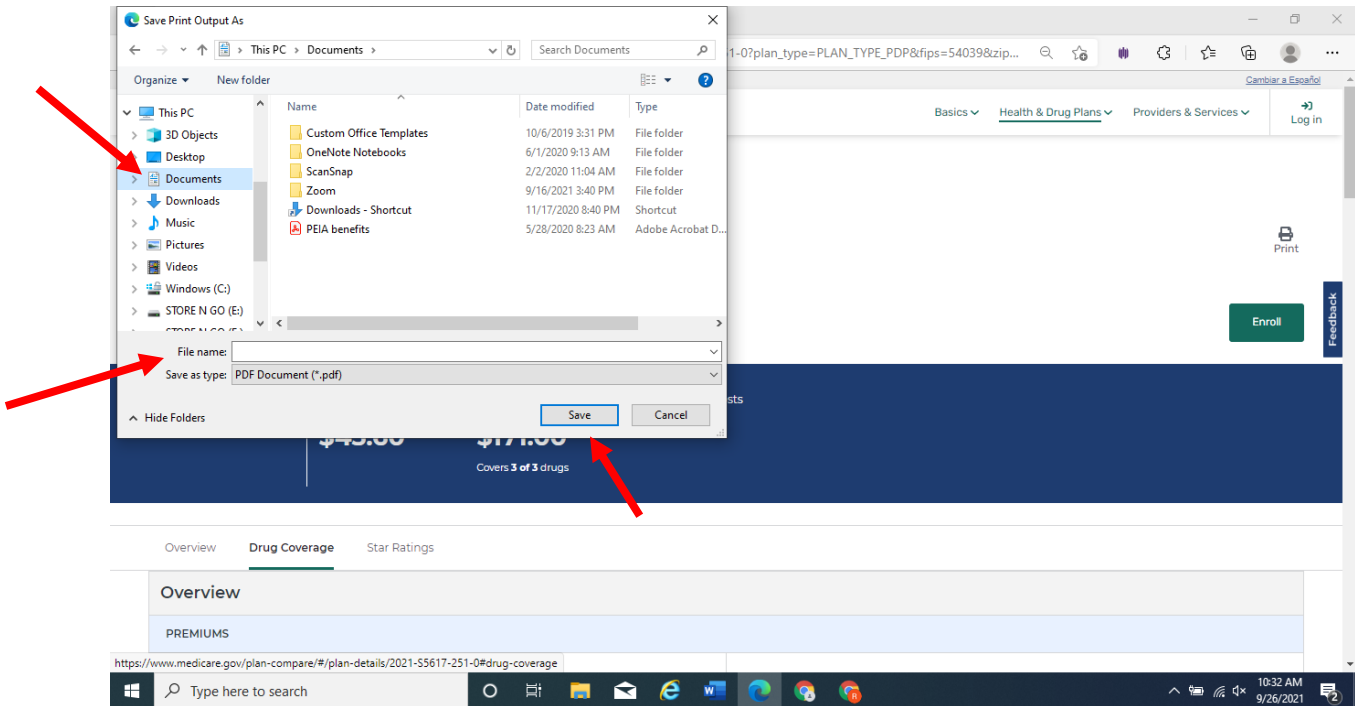 Save Print Output As
This PC > Documents >
Search Documents
1-0?plan_type=PLAN_TYPE_PDP&fips=54039&zip...
Organize
New folder
Cambiar a Español
This PC
3D Objects
Desktop
Documents
Downloads
Music
Pictures
Videos
Windows (C:)
STORE N GO (E:)
Name Date modified Type
Custom Office Templates 10/6/2019 3:31 PM File folder
OneNote Notebooks 6/1/2020 9:13 AM File folder
ScanSnap 2/2/2020 11:04 AM File folder
Zoom 9/16/2021 3:40 PM File folder
Downloads - Shortcut 11/17/2020 8:40 PM Shortcut
PEIA benefits 5/28/2020 8:23 AM Adobe Acrobat D...
Basics Health & Drug Plans Providers & Services Log in
Print
Enroll
Feedback
File name:
Save as type: PDF Document (*.pdf)
Hide Folders
Save Cancel
sts
Covers 3 of 3 drugs
Overview Drug Coverage Star Ratings
Overview
PREMIUMS
https://www.medicare.gov/plan-compare/#/plan-details/2021-S5617-251-0#drug-coverage
Type here to search
10:32 AM
9/26/2021
2